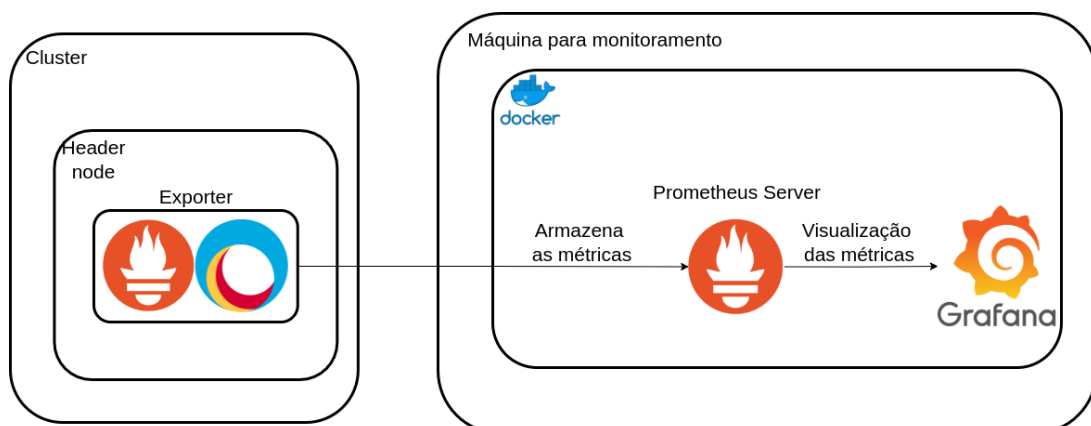 Cluster
Header
node
Exporter
Máquina para monitoramento
docker
Prometheus Server
Armazena
as métricas
Visualização
das métricas
Grafana